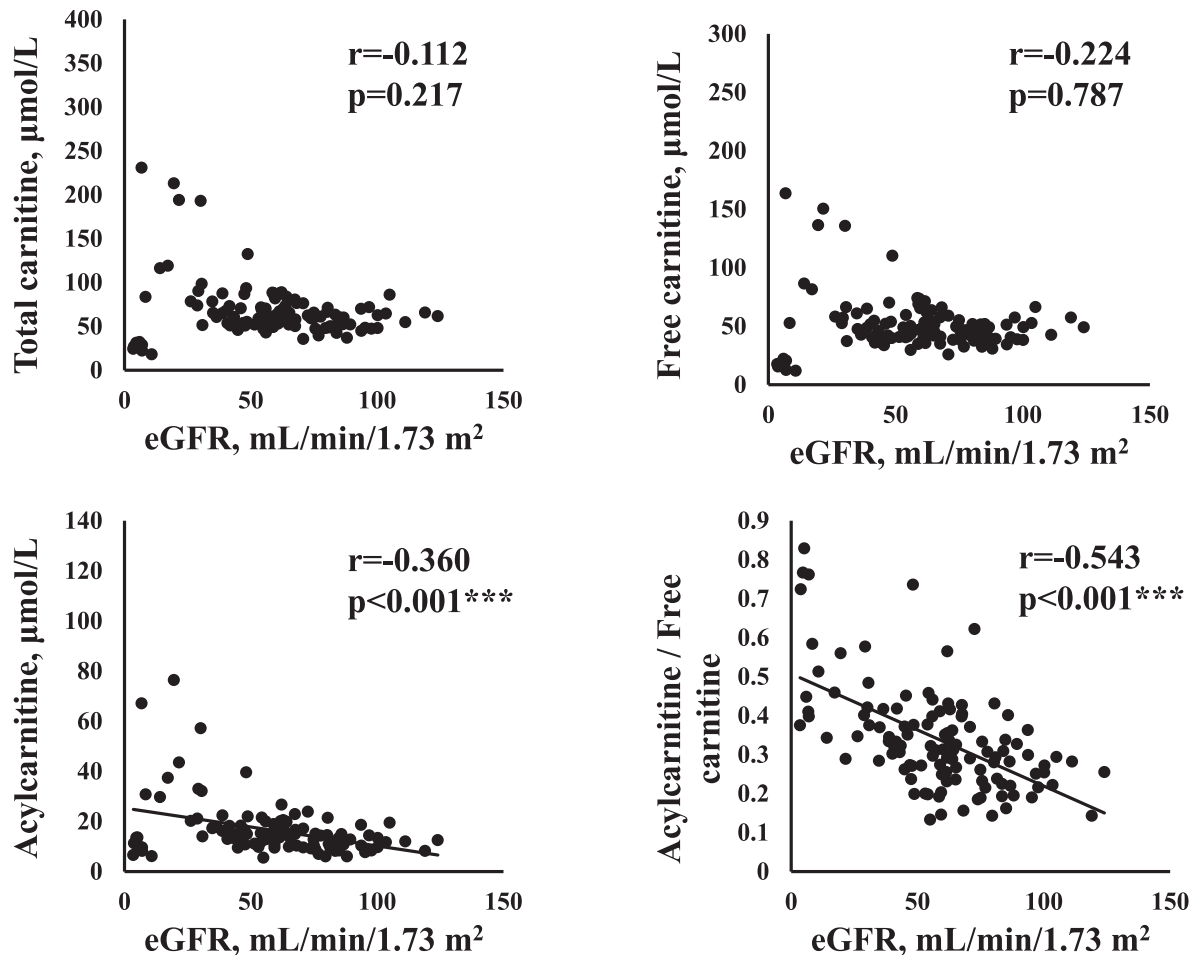 Total carnitine, μmol/L
400
350
300
250
200
150
100
50
0
r=-0.112
p=0.217
0 50 100 150
eGFR, mL/min/1.73 m²
Free carnitine, μmol/L
300
250
200
150
100
50
0
r=-0.224
p=0.787
0 50 100 150
eGFR, mL/min/1.73 m²
Acylcarnitine, μmol/L
140
120
100
80
60
40
20
0
r=-0.360
p<0.001***
0 50 100 150
eGFR, mL/min/1.73 m²
Acylcarnitine / Free
carnitine
0.9
0.8
0.7
0.6
0.5
0.4
0.3
0.2
0.1
0
r=-0.543
p<0.001***
0 50 100 150
eGFR, mL/min/1.73 m²